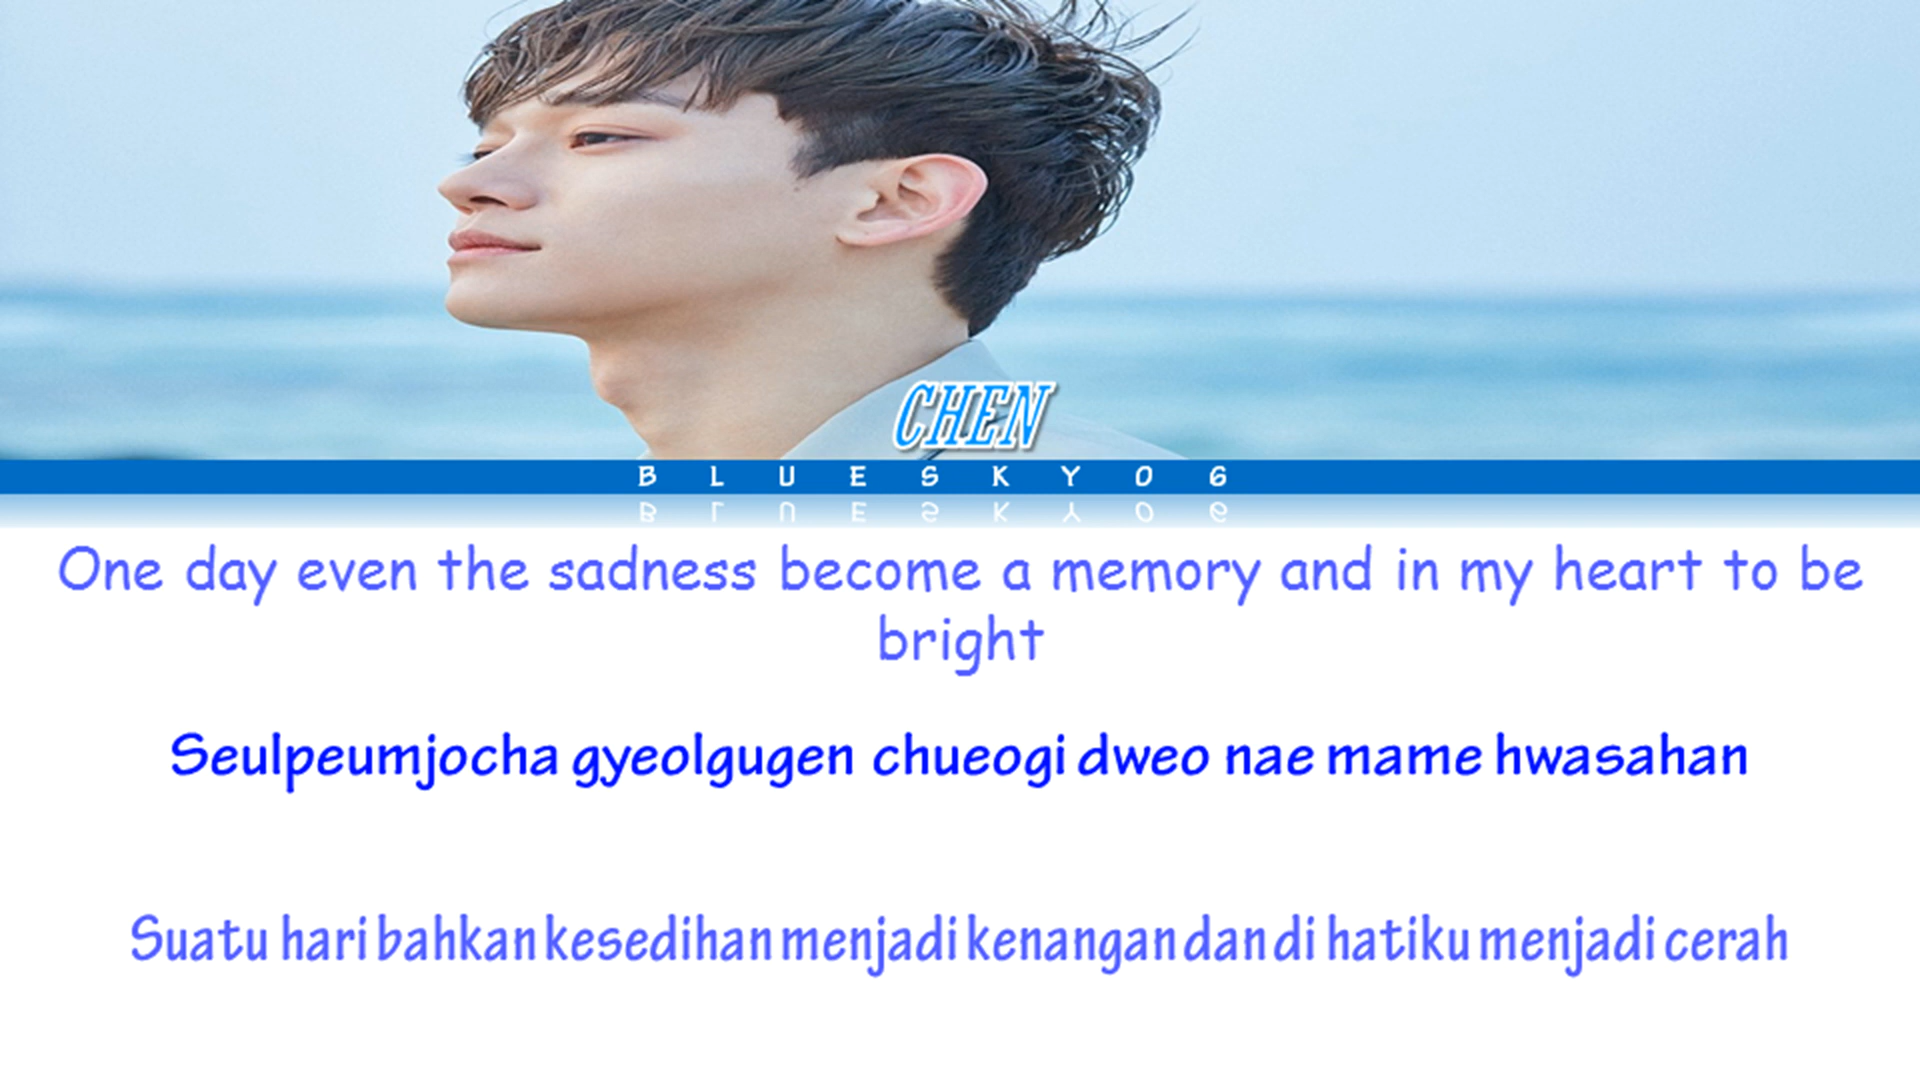 CHEN
BLUESKY06
BLUESKY06
One day even the sadness become a memory and in my heart to be
bright
Seulpeumjocha gyeolgugen chueogi dweo nae mame hwasahan
Suatu hari bahkan kesedihan menjadi kenangan dan di hatiku menjadi cerah